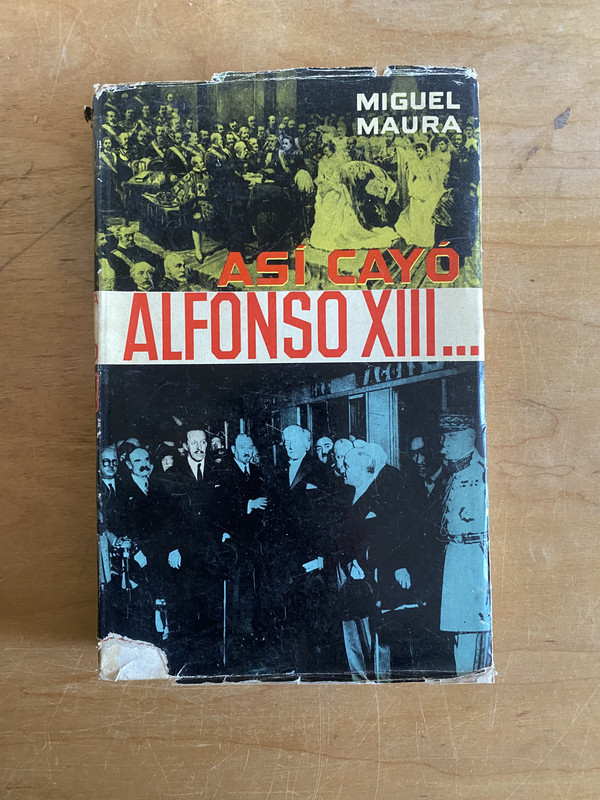 MIGUEL
MAURA
ASÍ CAYÓ
ALFONSO XIII...